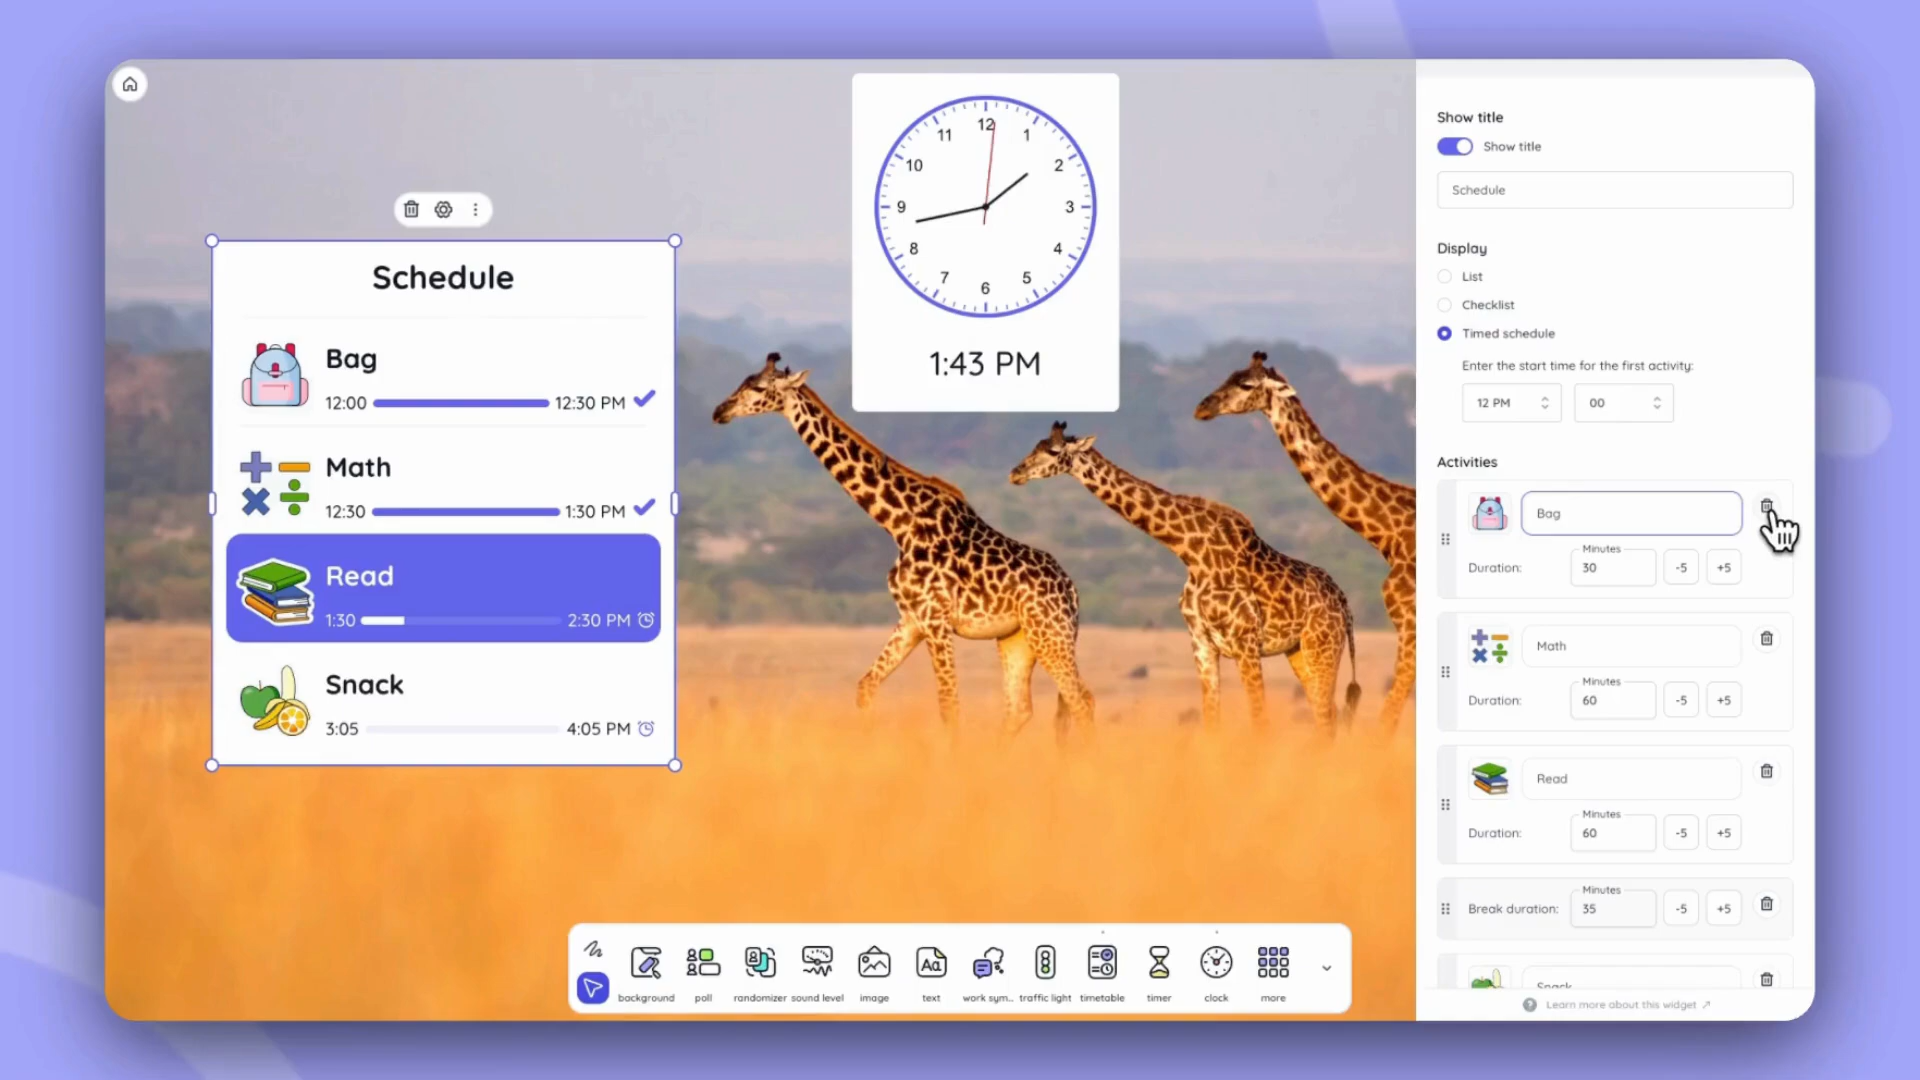 Schedule
Bag
12:00 12:30 PM
Math
12:30 1:30 PM
Read
1:30 2:30 PM
Snack
3:05 4:05 PM
12
1
2
3
4
5
6
7
8
9
10
11
1:43 PM
background
poll
randomizer
sound level
image
Aa
text
work sym...
traffic light
timetable
timer
clock
more
Show title
Show title
Schedule
Display
List
Checklist
Timed schedule
Enter the start time for the first activity:
12 PM 00
Activities
Bag
Minutes
Duration: 30 -5 +5
Math
Minutes
Duration: 60 -5 +5
Read
Minutes
Duration: 60 -5 +5
Minutes
Break duration: 35 -5 +5
Snack
? Learn more about this widget ↗